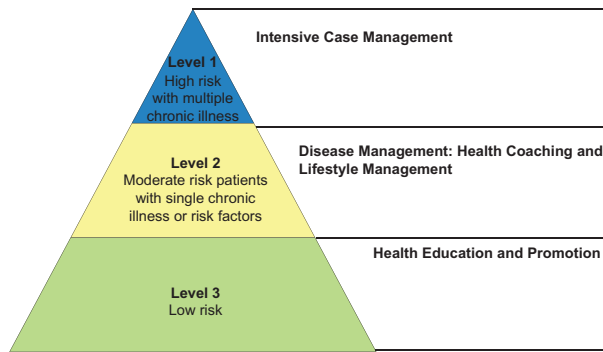 Intensive Case Management
Level 1
High risk
with multiple
chronic illness
Disease Management: Health Coaching and
Lifestyle Management
Level 2
Moderate risk patients
with single chronic
illness or risk factors
Health Education and Promotion
Level 3
Low risk